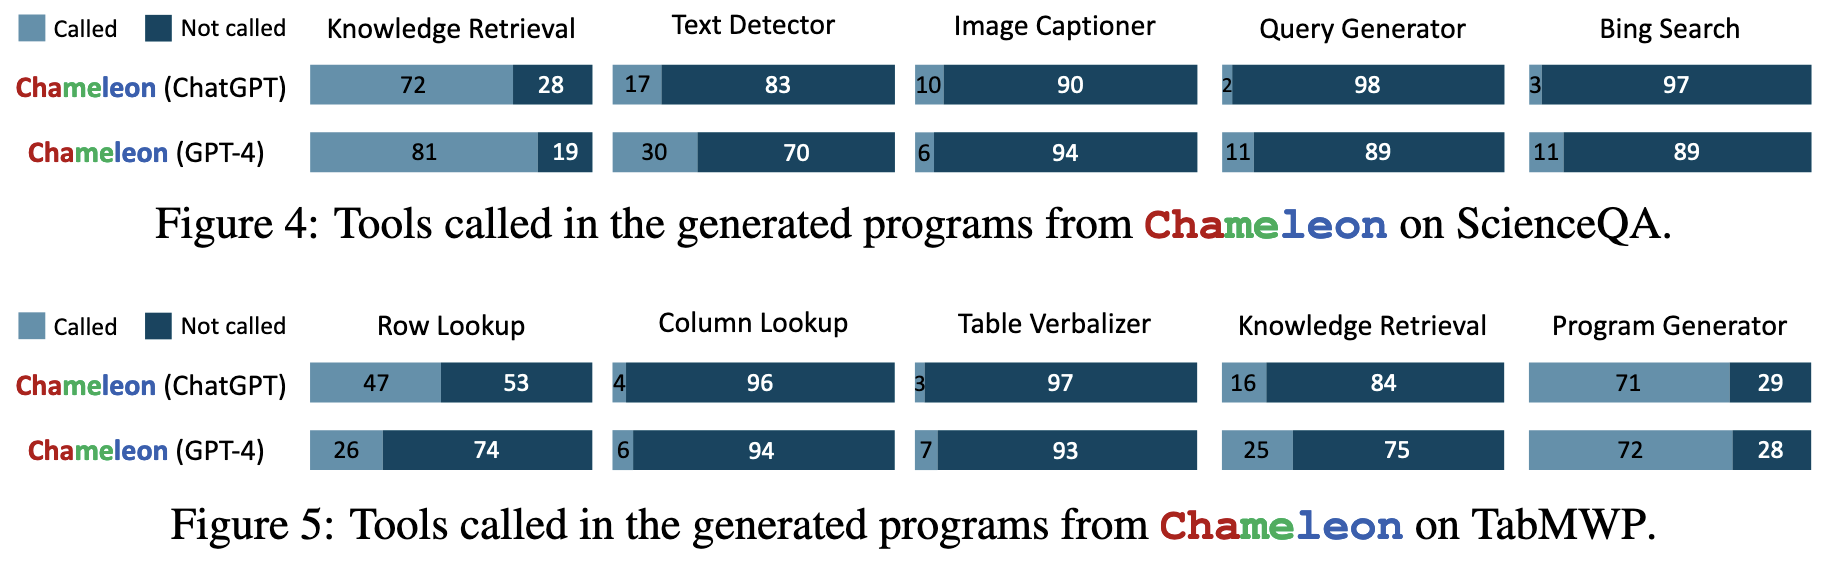 Called Not called Knowledge Retrieval Text Detector Image Captioner Query Generator Bing Search
Chameleon (ChatGPT) 72 28 17 83 10 90 2 98 3 97
Chameleon (GPT-4) 81 19 30 70 6 94 11 89 11 89
Figure 4: Tools called in the generated programs from Chameleon on ScienceQA.
Called Not called Row Lookup Column Lookup Table Verbalizer Knowledge Retrieval Program Generator
Chameleon (ChatGPT) 47 53 4 96 3 97 16 84 71 29
Chameleon (GPT-4) 26 74 6 94 7 93 25 75 72 28
Figure 5: Tools called in the generated programs from Chameleon on TabMWP.